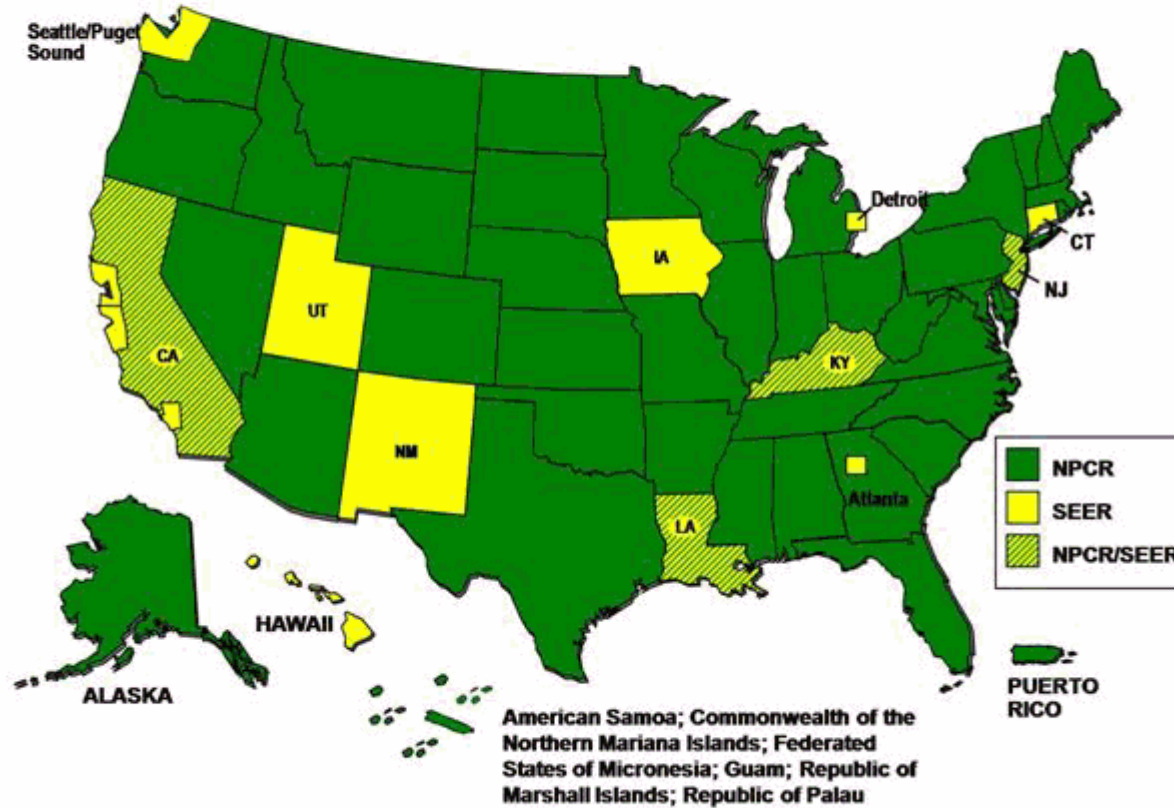 Seattle/Puget
Sound
Detroit
IA
CT
NJ
UT
CA
KY
NM
Atlanta
LA
NPCR
SEER
NPCR/SEER
HAWAII
ALASKA
PUERTO
RICO
American Samoa; Commonwealth of the
Northern Mariana Islands; Federated
States of Micronesia; Guam; Republic of
Marshall Islands; Republic of Palau